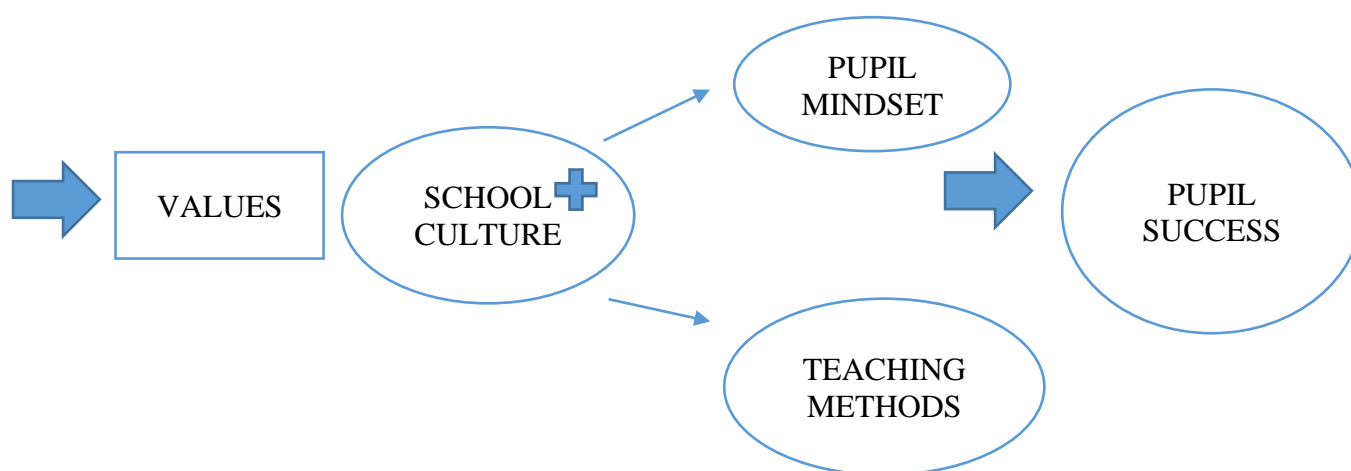 VALUES
SCHOOL
CULTURE
PUPIL
MINDSET
TEACHING
METHODS
PUPIL
SUCCESS